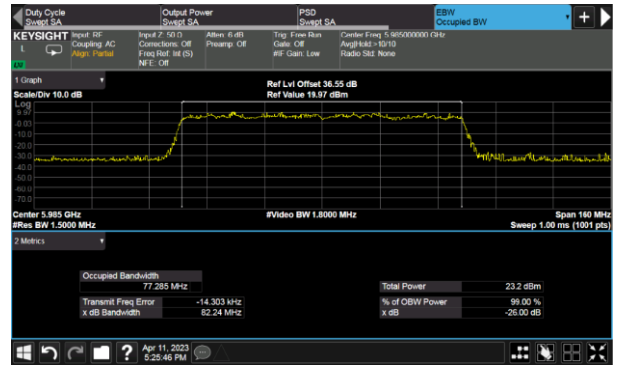 Duty Cycle
Swept SA
Output Power
Swept SA
PSD
Swept SA
EBW
Occupied BW
KEYSIGHT
L
Input: RF
Coupling: AC
Align: Partial
Input Z: 50 Ω
Corrections: Off
Freq Ref: Int (S)
NFE: Off
Atten: 6 dB
Preamp: Off
Trig: Free Run
Gate: Off
#IF Gain: Low
Center Freq: 5.985000000 GHz
Avg|Hold:>10/10
Radio Std: None
1 Graph
Scale/Div 10.0 dB
Ref Lvl Offset 36.55 dB
Ref Value 19.97 dBm
Log
9.97
-0.03
-10.0
-20.0
-30.0
-40.0
-50.0
-60.0
-70.0
Center 5.985 GHz
#Res BW 1.5000 MHz
#Video BW 1.8000 MHz
Span 160 MHz
Sweep 1.00 ms (1001 pts)
2 Metrics
Occupied Bandwidth
77.285 MHz
Total Power 23.2 dBm
Transmit Freq Error -14.303 kHz
% of OBW Power 99.00 %
x dB Bandwidth 82.24 MHz
x dB -26.00 dB
?
Apr 11, 2023
5:25:46 PM